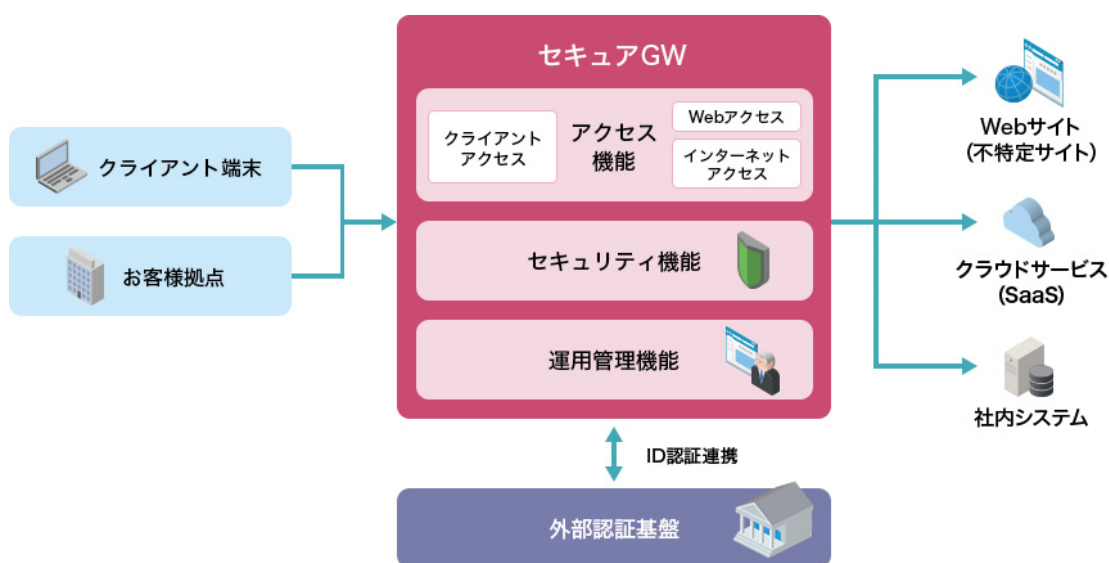 セキュアGW
クライアント
アクセス
アクセス
機能
Webアクセス
インターネット
アクセス
セキュリティ機能
運用管理機能
クライアント端末
お客様拠点
Webサイト
(不特定サイト)
クラウドサービス
(SaaS)
社内システム
ID認証連携
外部認証基盤